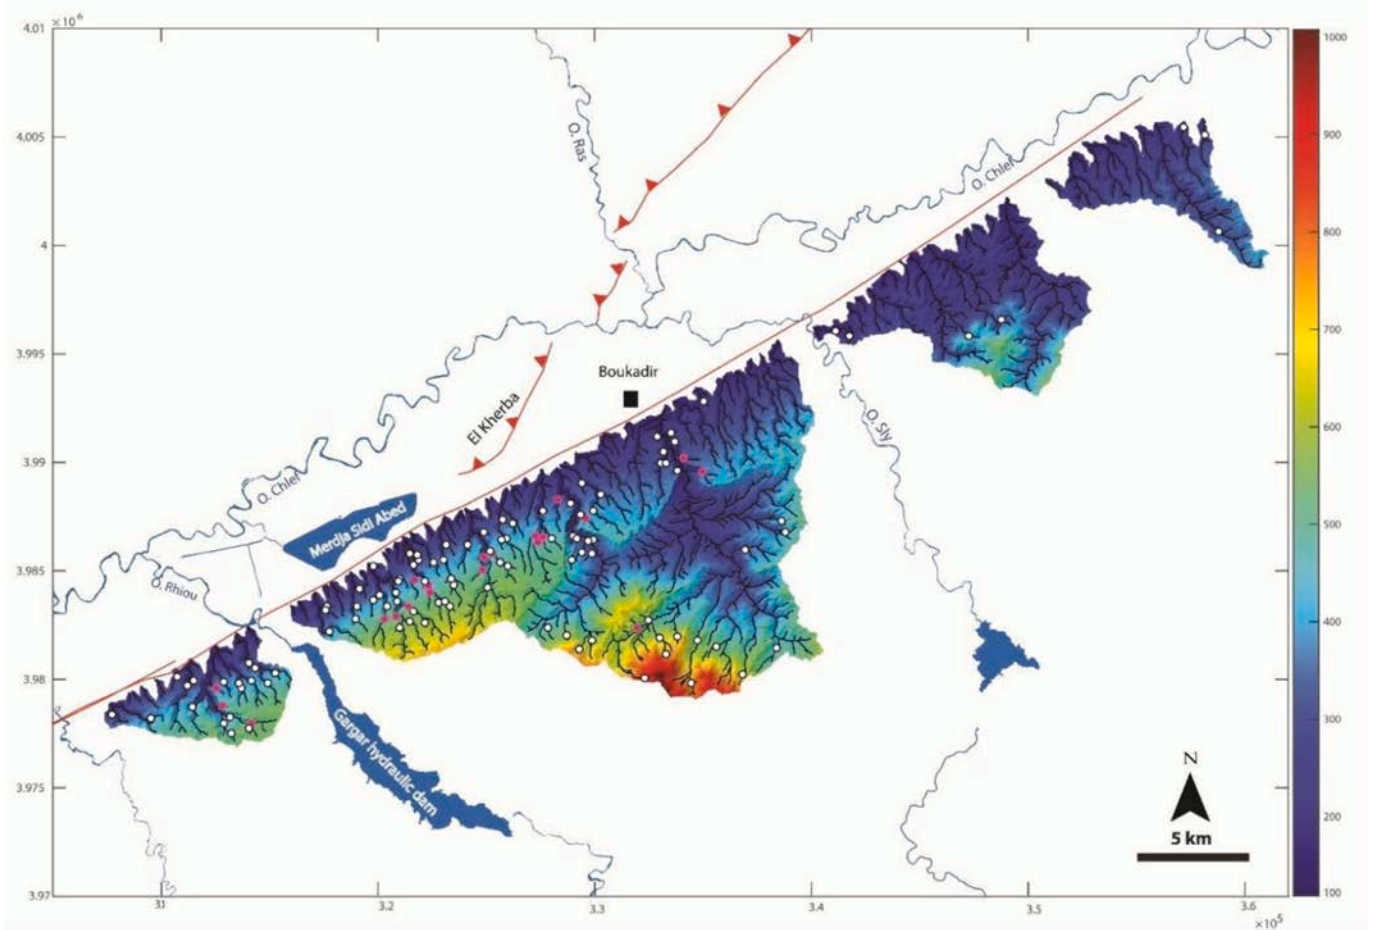 ×10⁶
4.01
4.005
4
3.995
3.99
3.985
3.98
3.975
3.97
O. Ras
O. Chlef
O. Chlef
Boukadir
El Kherba
O. Sly
Merdja Sidi Abed
O. Rhiou
Gargar hydraulic dam
N
5 km
3.1
3.2
3.3
3.4
3.5
3.6
×10⁵
1000
900
800
700
600
500
400
300
200
100